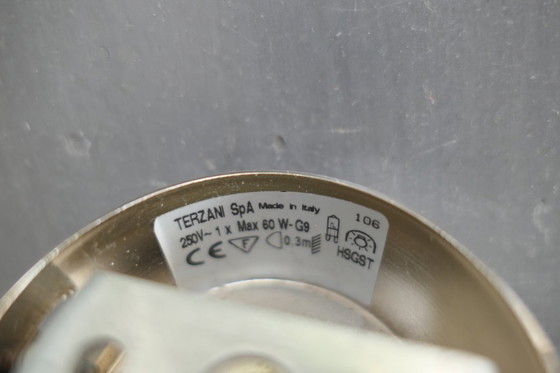 TERZANI SpA Made in Italy 106
250V~ 1 x Max 60 W-G9
CE F 0.3m HSGST